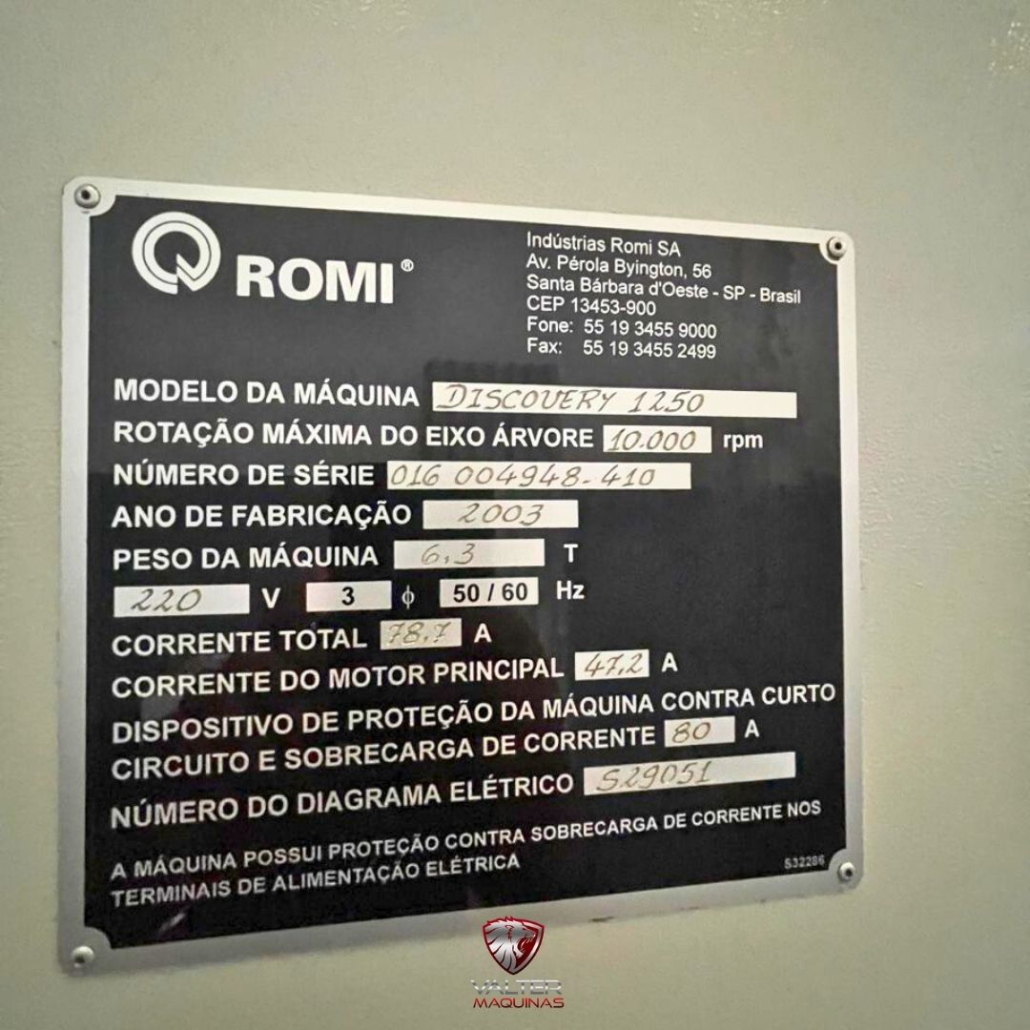 ROMI®
Indústrias Romi SA
Av. Pérola Byington, 56
Santa Bárbara d'Oeste - SP - Brasil
CEP 13453-900
Fone: 55 19 3455 9000
Fax: 55 19 3455 2499
MODELO DA MÁQUINA DISCOVERY 1250
ROTAÇÃO MÁXIMA DO EIXO ÁRVORE 10.000 rpm
NÚMERO DE SÉRIE 016 004948-410
ANO DE FABRICAÇÃO 2003
PESO DA MÁQUINA 6,3 T
220 V 3 ϕ 50 / 60 Hz
CORRENTE TOTAL 78,7 A
CORRENTE DO MOTOR PRINCIPAL 47,2 A
DISPOSITIVO DE PROTEÇÃO DA MÁQUINA CONTRA CURTO
CIRCUITO E SOBRECARGA DE CORRENTE 80 A
NÚMERO DO DIAGRAMA ELÉTRICO S29051
A MÁQUINA POSSUI PROTEÇÃO CONTRA SOBRECARGA DE CORRENTE NOS
TERMINAIS DE ALIMENTAÇÃO ELÉTRICA
S32286
VALTER
MAQUINAS